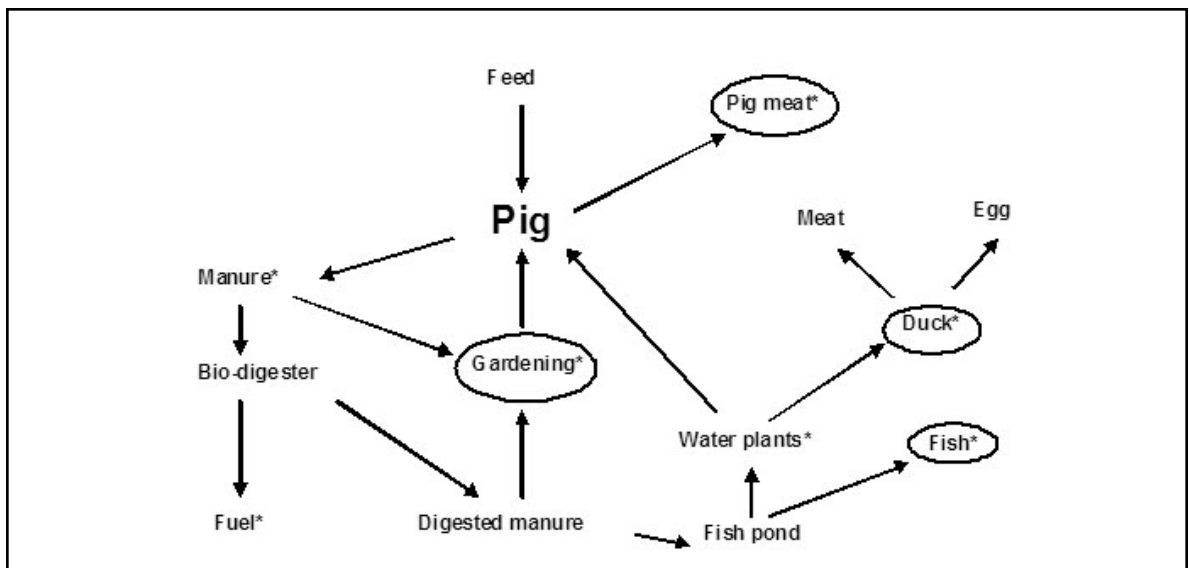 Feed
Pig meat*
Pig
Meat
Egg
Manure*
Duck*
Gardening*
Bio-digester
Water plants*
Fish*
Fuel*
Digested manure
Fish pond